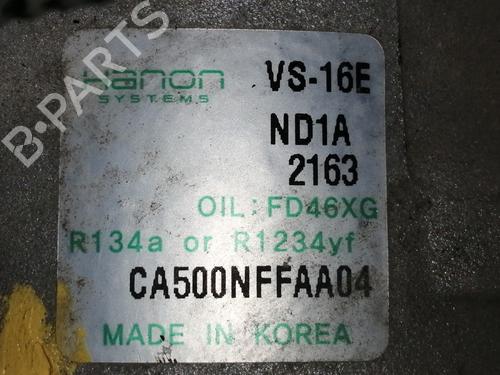 B-PARTS
Hanon VS-16E
SYSTEMS
ND1A
2163
OIL: FD46XG
R134a or R1234yf
CA500NFFAA04
MADE IN KOREA